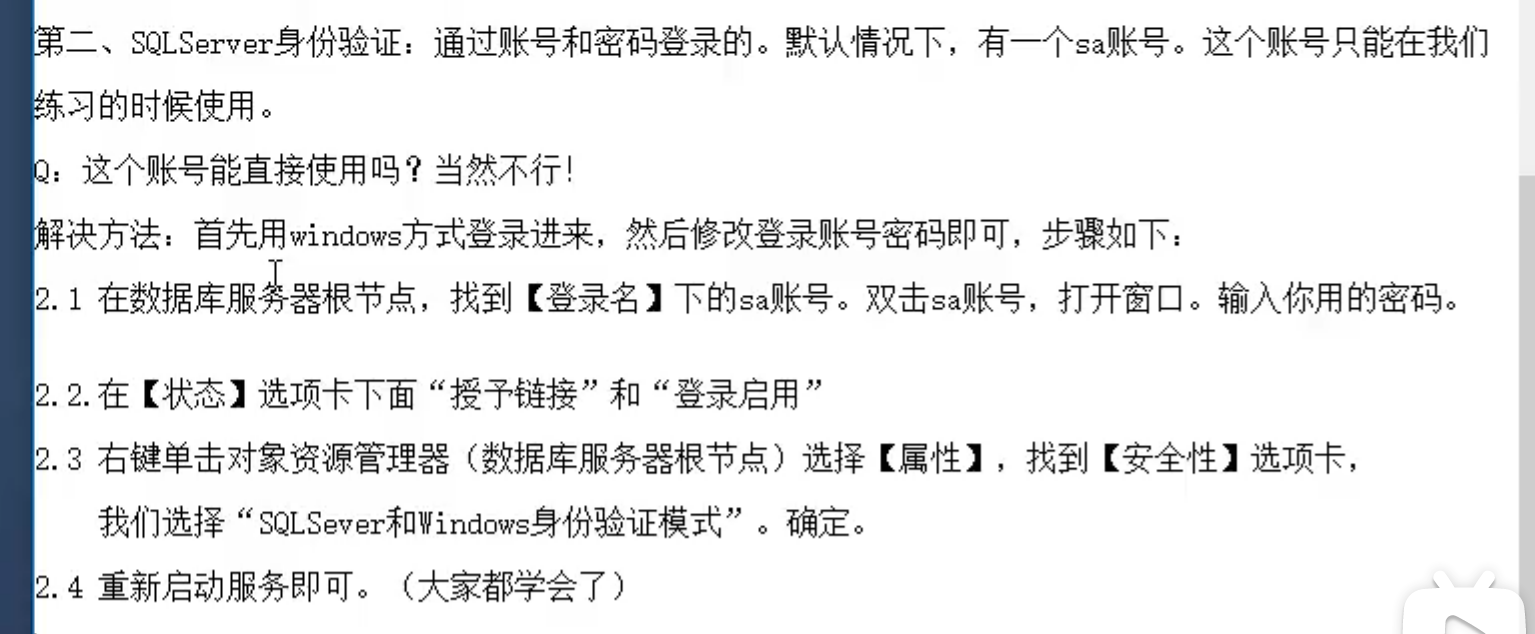 第二、SQLServer身份验证：通过账号和密码登录的。默认情况下，有一个sa账号。这个账号只能在我们
练习的时候使用。
Q：这个账号能直接使用吗？当然不行！
解决方法：首先用windows方式登录进来，然后修改登录账号密码即可，步骤如下：
2.1 在数据库服务器根节点，找到【登录名】下的sa账号。双击sa账号，打开窗口。输入你用的密码。
2.2.在【状态】选项卡下面“授予链接”和“登录启用”
2.3 右键单击对象资源管理器（数据库服务器根节点）选择【属性】，找到【安全性】选项卡，
我们选择“SQLSever和Windows身份验证模式”。确定。
2.4 重新启动服务即可。（大家都学会了）